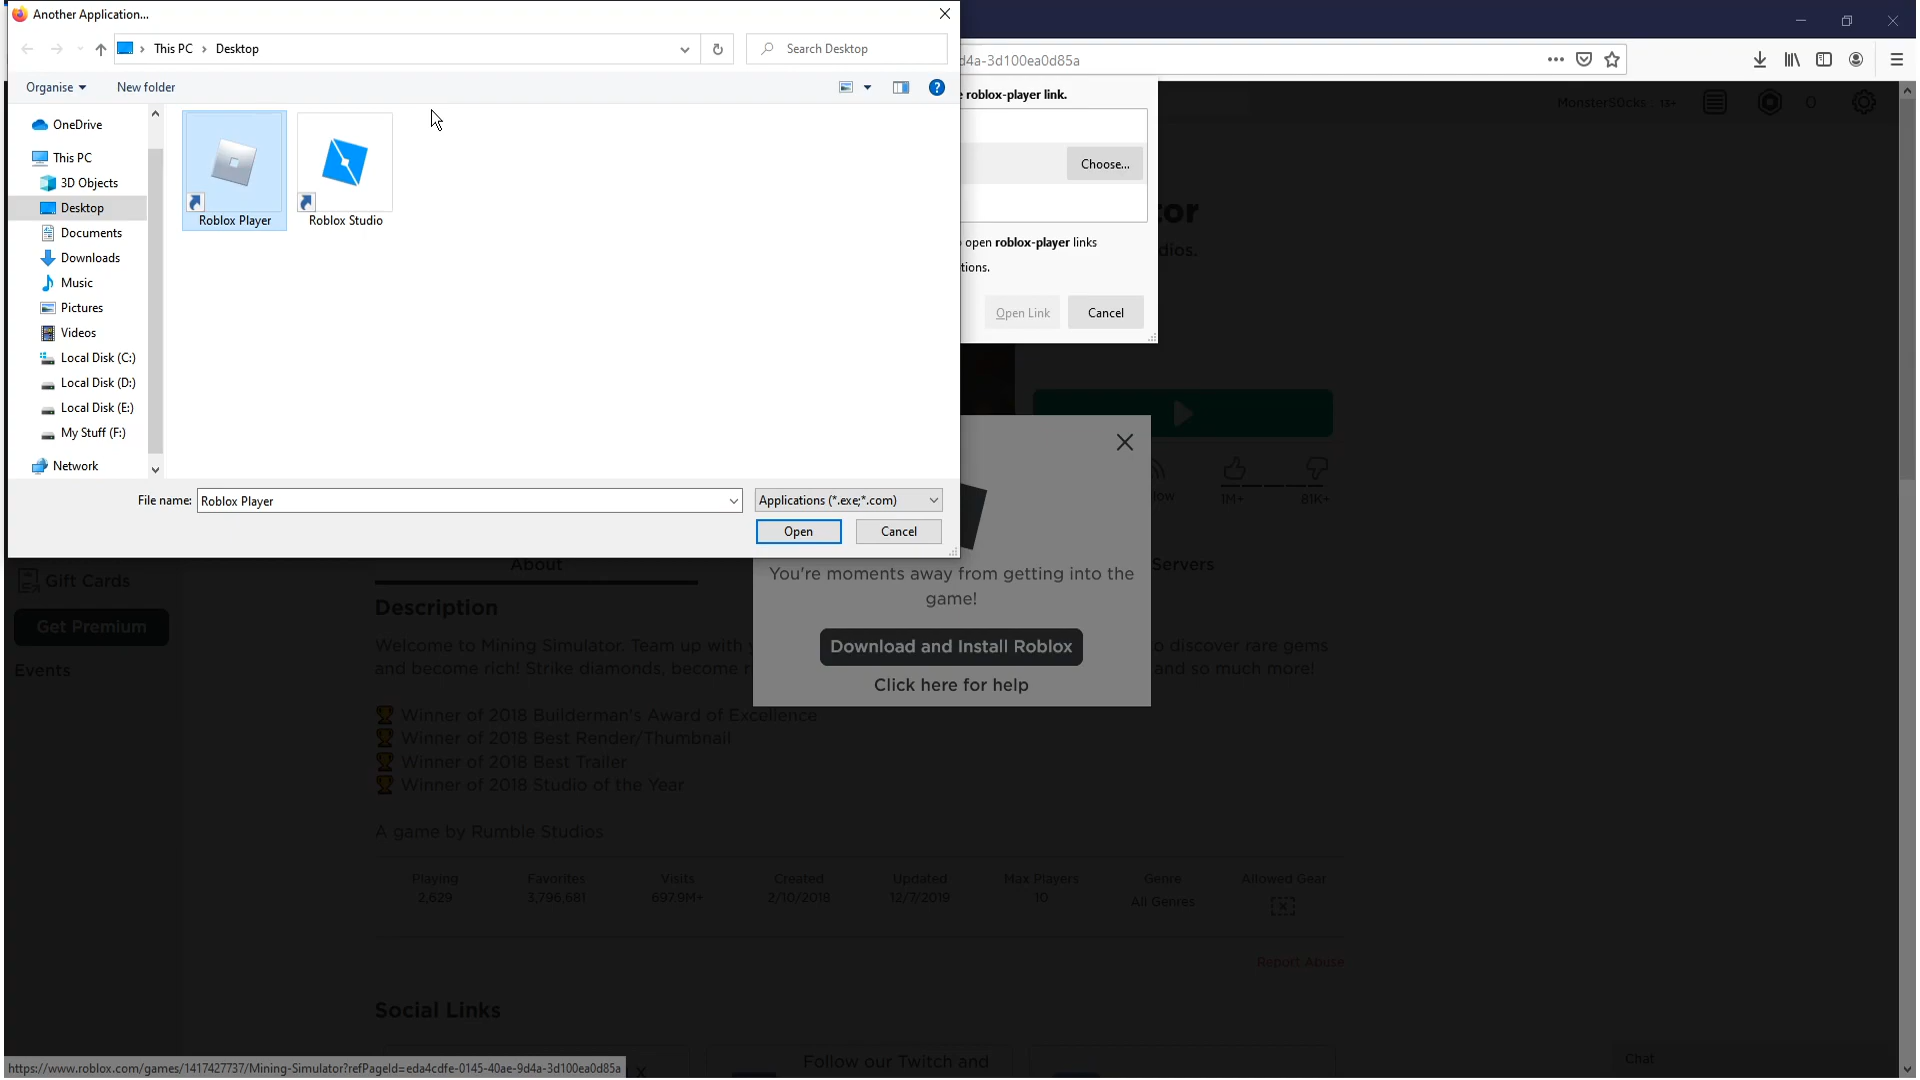 Another Application...
This PC
Desktop
Search Desktop
d4a-3d100ea0d85a
Organise
New folder
OneDrive
This PC
3D Objects
Desktop
Documents
Downloads
Music
Pictures
Videos
Local Disk (C:)
Local Disk (D:)
Local Disk (E:)
My Stuff (F:)
Network
Roblox Player
Roblox Studio
File name:
Roblox Player
Applications (*.exe;*.com)
Open
Cancel
roblox-player link.
Choose...
open roblox-player links
tions.
Open Link
Cancel
MonsterS0cks
13+
0
tor
dios.
low
1M+
81K+
You're moments away from getting into the
game!
Download and Install Roblox
Click here for help
Gift Cards
Get Premium
Events
About
Servers
Description
Welcome to Mining Simulator. Team up with y
o discover rare gems
and become rich! Strike diamonds, become r
and so much more!
Winner of 2018 Builderman's Award of Excellence
Winner of 2018 Best Render/Thumbnail
Winner of 2018 Best Trailer
Winner of 2018 Studio of the Year
A game by Rumble Studios
Playing
Favorites
Visits
Created
Updated
Max Players
Genre
Allowed Gear
2,629
3,796,681
697.9M+
2/10/2018
12/7/2019
10
All Genres
Report Abuse
Social Links
Follow our Twitch and
Chat
https://www.roblox.com/games/1417427737/Mining-Simulator?refPageId=eda4cdfe-0145-40ae-9d4a-3d100ea0d85a